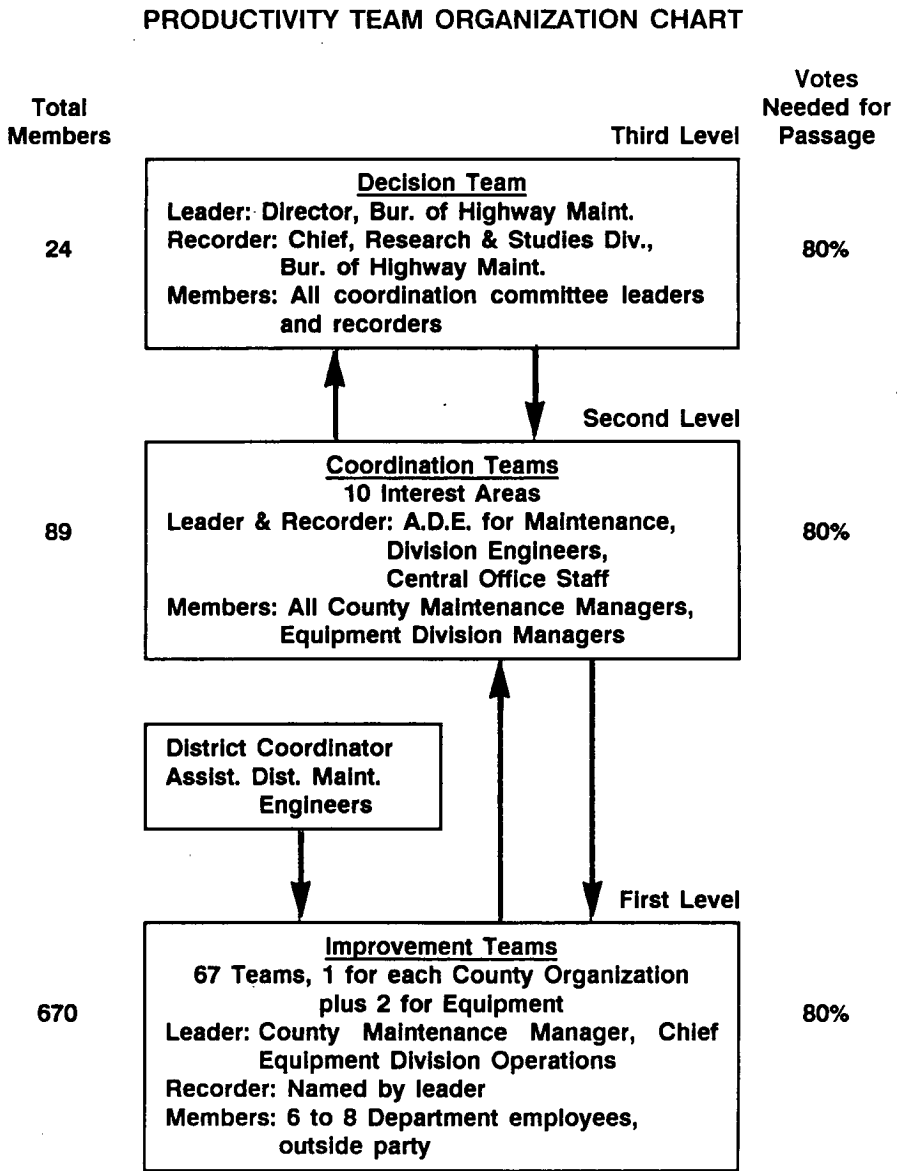 PRODUCTIVITY TEAM ORGANIZATION CHART
Total
Members
Votes
Needed for
Passage
Third Level
Decision Team
Leader: Director, Bur. of Highway Maint.
Recorder: Chief, Research & Studies Div.,
Bur. of Highway Maint.
Members: All coordination committee leaders
and recorders
24
80%
Second Level
Coordination Teams
10 Interest Areas
Leader & Recorder: A.D.E. for Maintenance,
Division Engineers,
Central Office Staff
Members: All County Maintenance Managers,
Equipment Division Managers
89
80%
District Coordinator
Assist. Dist. Maint.
Engineers
First Level
Improvement Teams
67 Teams, 1 for each County Organization
plus 2 for Equipment
Leader: County Maintenance Manager, Chief
Equipment Division Operations
Recorder: Named by leader
Members: 6 to 8 Department employees,
outside party
670
80%